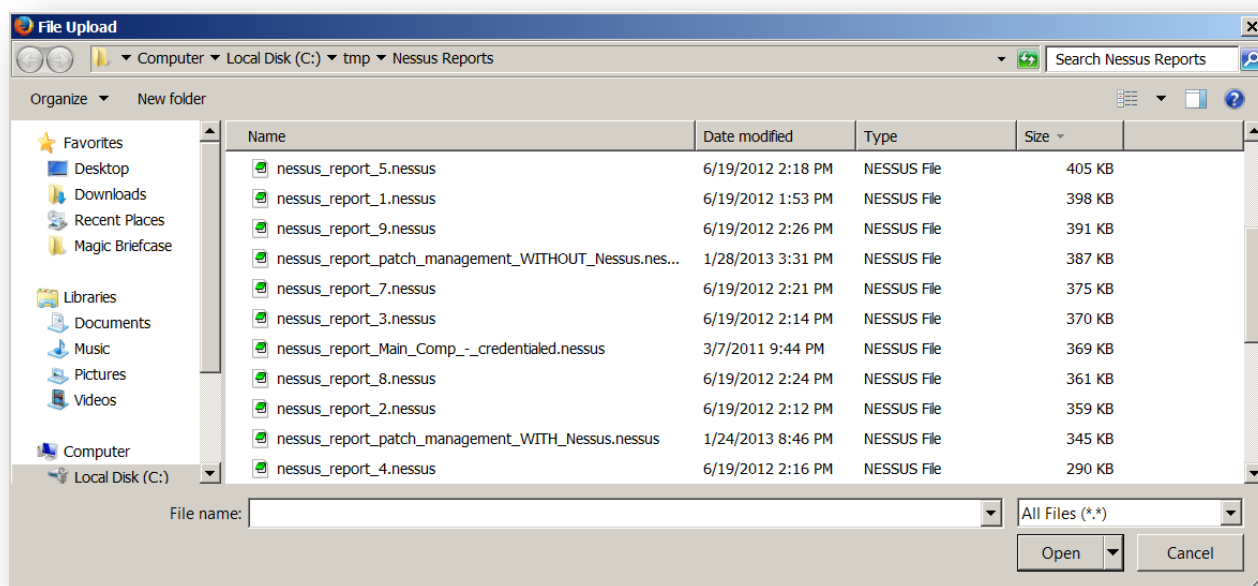 File Upload
Computer Local Disk (C:) tmp Nessus Reports
Search Nessus Reports
Organize New folder
Name Date modified Type Size
Favorites
Desktop
Downloads
Recent Places
Magic Briefcase
Libraries
Documents
Music
Pictures
Videos
Computer
Local Disk (C:)
nessus_report_5.nessus 6/19/2012 2:18 PM NESSUS File 405 KB
nessus_report_1.nessus 6/19/2012 1:53 PM NESSUS File 398 KB
nessus_report_9.nessus 6/19/2012 2:26 PM NESSUS File 391 KB
nessus_report_patch_management_WITHOUT_Nessus.nes... 1/28/2013 3:31 PM NESSUS File 387 KB
nessus_report_7.nessus 6/19/2012 2:21 PM NESSUS File 375 KB
nessus_report_3.nessus 6/19/2012 2:14 PM NESSUS File 370 KB
nessus_report_Main_Comp_-_credentialed.nessus 3/7/2011 9:44 PM NESSUS File 369 KB
nessus_report_8.nessus 6/19/2012 2:24 PM NESSUS File 361 KB
nessus_report_2.nessus 6/19/2012 2:12 PM NESSUS File 359 KB
nessus_report_patch_management_WITH_Nessus.nessus 1/24/2013 8:46 PM NESSUS File 345 KB
nessus_report_4.nessus 6/19/2012 2:16 PM NESSUS File 290 KB
File name: All Files (*.*)
Open Cancel